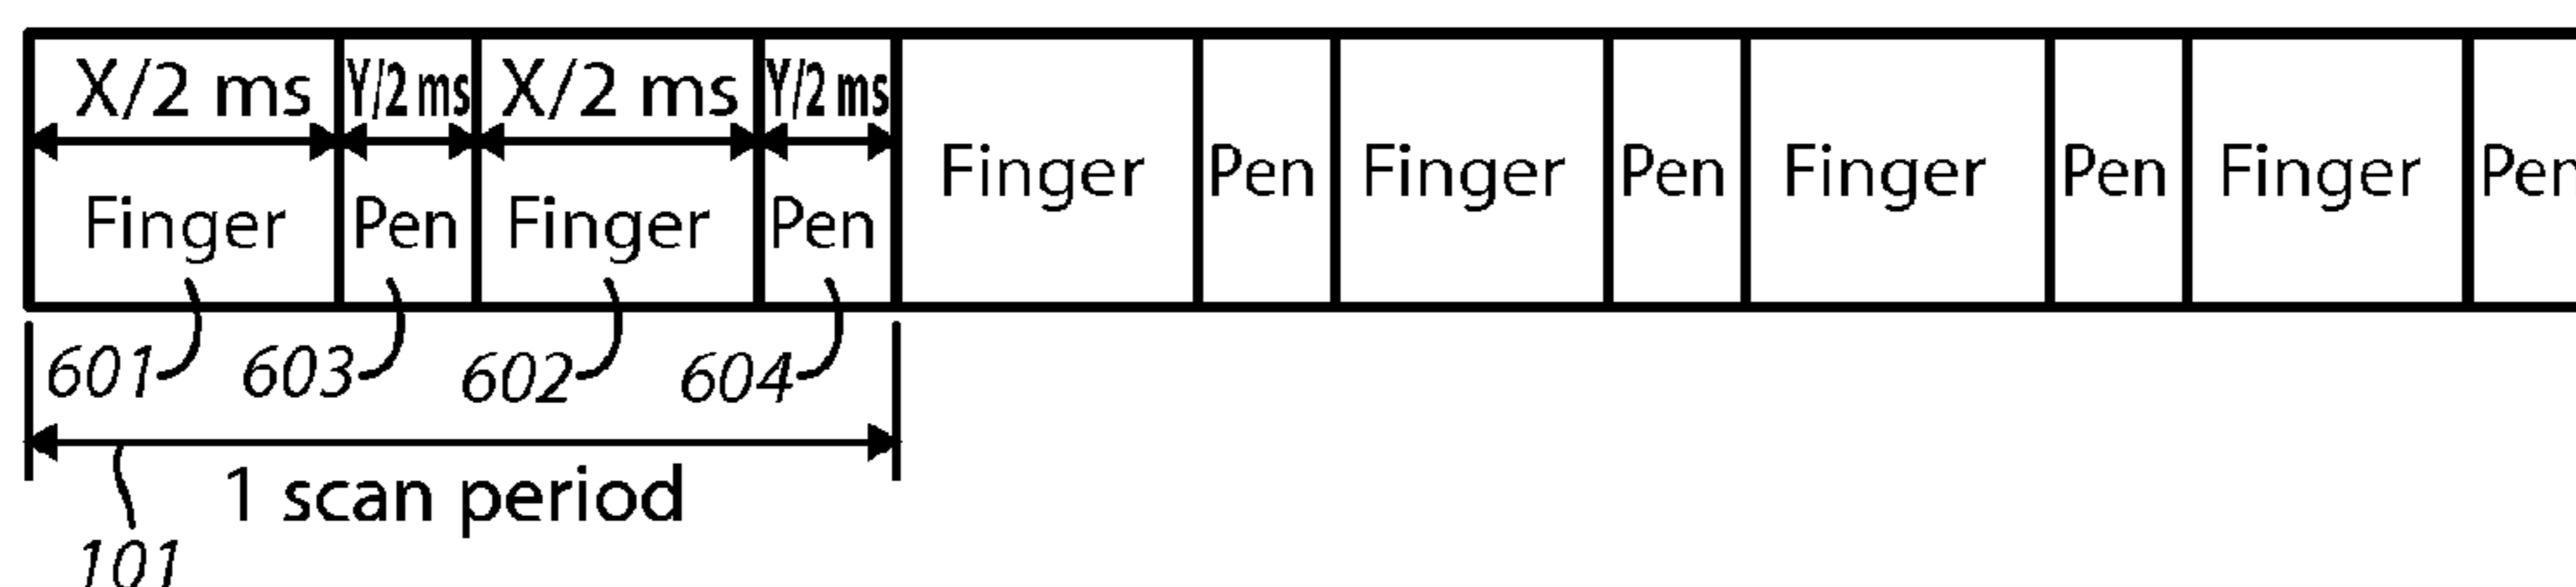 X/2 ms Y/2 ms X/2 ms Y/2 ms
Finger Pen Finger Pen Finger Pen Finger Pen Finger Pen Finger Pen
601 603 602 604
1 scan period
101